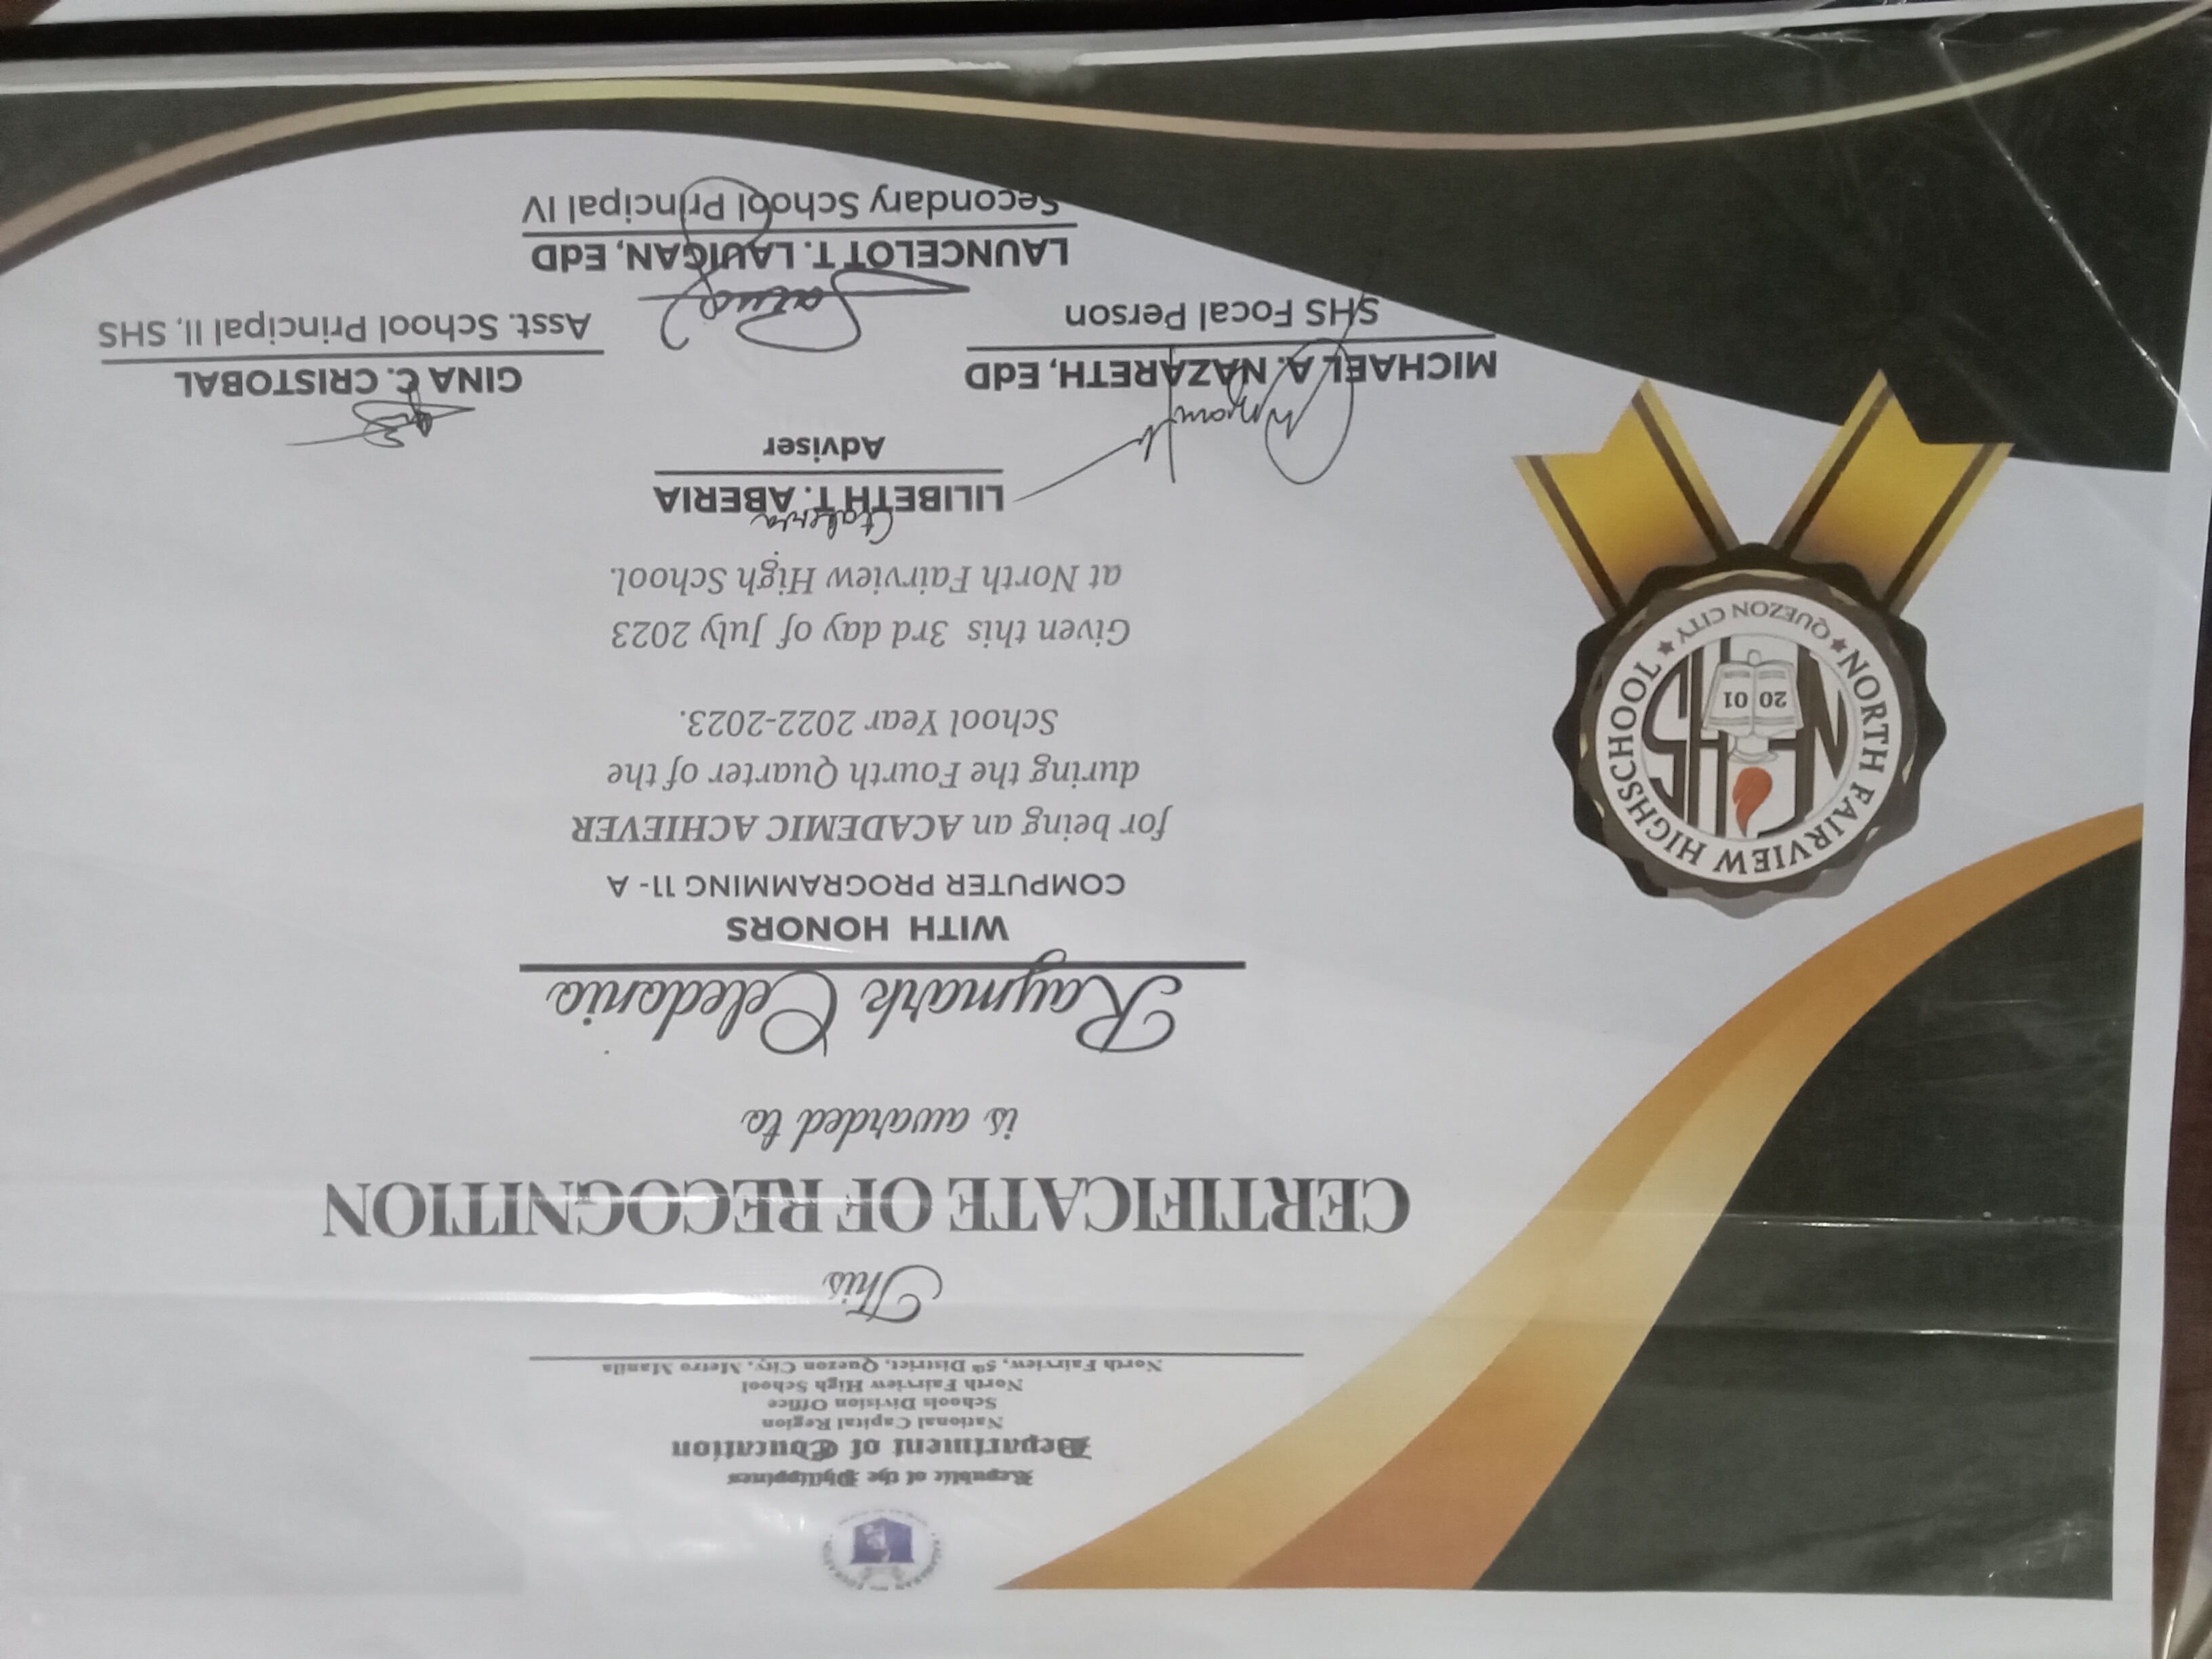 Republic of the Philippines
Department of Education
National Capital Region
Schools Division Office
North Fairview High School
North Fairview, 5th District, Quezon City, Metro Manila
This
CERTIFICATE OF RECOGNITION
is awarded to
Raymark Celedonio
WITH HONORS
COMPUTER PROGRAMMING 11- A
for being an ACADEMIC ACHIEVER
during the Fourth Quarter of the
School Year 2022-2023.
Given this 3rd day of July 2023
at North Fairview High School.
NORTH FAIRVIEW HIGHSCHOOL
NFHS
20 01
QUEZON CITY
LILIBETH T. ABERIA
Adviser
MICHAEL A. NAZARETH, EdD
SHS Focal Person
GINA C. CRISTOBAL
Asst. School Principal II, SHS
LAUNCELOT T. LAUIGAN, EdD
Secondary School Principal IV